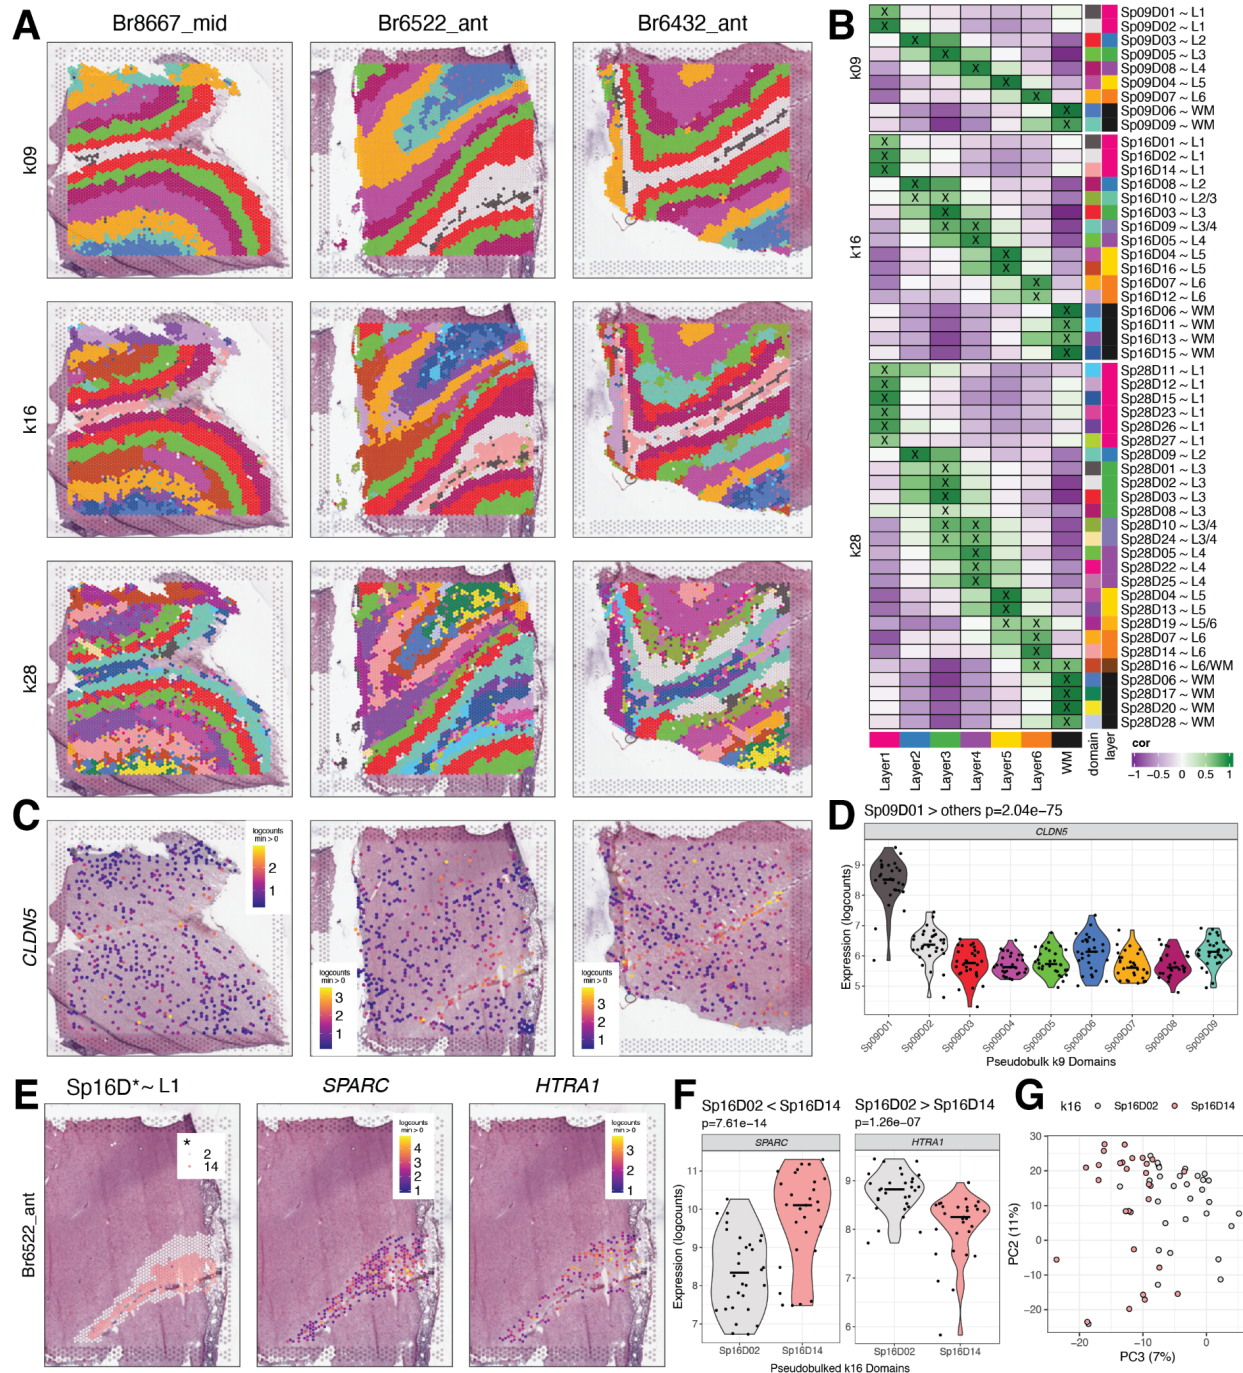 A
Br8667_mid
Br6522_ant
Br6432_ant
k09
k16
k28
B
k09
Sp09D01 ~ L1
Sp09D02 ~ L1
Sp09D03 ~ L2
Sp09D05 ~ L3
Sp09D08 ~ L4
Sp09D04 ~ L5
Sp09D07 ~ L6
Sp09D06 ~ WM
Sp09D09 ~ WM
k16
Sp16D01 ~ L1
Sp16D02 ~ L1
Sp16D14 ~ L1
Sp16D08 ~ L2
Sp16D10 ~ L2/3
Sp16D03 ~ L3
Sp16D09 ~ L3/4
Sp16D05 ~ L4
Sp16D04 ~ L5
Sp16D16 ~ L5
Sp16D07 ~ L6
Sp16D12 ~ L6
Sp16D06 ~ WM
Sp16D11 ~ WM
Sp16D13 ~ WM
Sp16D15 ~ WM
k28
Sp28D11 ~ L1
Sp28D12 ~ L1
Sp28D15 ~ L1
Sp28D23 ~ L1
Sp28D26 ~ L1
Sp28D27 ~ L1
Sp28D09 ~ L2
Sp28D01 ~ L3
Sp28D02 ~ L3
Sp28D03 ~ L3
Sp28D08 ~ L3
Sp28D10 ~ L3/4
Sp28D24 ~ L3/4
Sp28D05 ~ L4
Sp28D22 ~ L4
Sp28D25 ~ L4
Sp28D04 ~ L5
Sp28D13 ~ L5
Sp28D19 ~ L5/6
Sp28D07 ~ L6
Sp28D14 ~ L6
Sp28D16 ~ L6/WM
Sp28D06 ~ WM
Sp28D17 ~ WM
Sp28D20 ~ WM
Sp28D28 ~ WM
Layer1
Layer2
Layer3
Layer4
Layer5
Layer6
WM
domain
layer
cor
−1 −0.5 0 0.5 1
C
CLDN5
logcounts
min > 0
2
1
logcounts
min > 0
3
2
1
logcounts
min > 0
3
2
1
D
Sp09D01 > others p=2.04e−75
CLDN5
Expression (logcounts)
9
8
7
6
5
Sp09D01
Sp09D02
Sp09D03
Sp09D04
Sp09D05
Sp09D06
Sp09D07
Sp09D08
Sp09D09
Pseudobulk k9 Domains
E
Sp16D*~ L1
SPARC
HTRA1
Br6522_ant
*
2
14
logcounts
min > 0
4
3
2
1
logcounts
min > 0
3
2
1
F
Sp16D02 < Sp16D14
p=7.61e−14
SPARC
Sp16D02 > Sp16D14
p=1.26e−07
HTRA1
Expression (logcounts)
11
10
9
8
7
9
8
7
6
Sp16D02
Sp16D14
Sp16D02
Sp16D14
Pseudobulked k16 Domains
G
k16 Sp16D02 Sp16D14
PC2 (11%)
30
20
10
0
−10
−20
−20 −10 0
PC3 (7%)